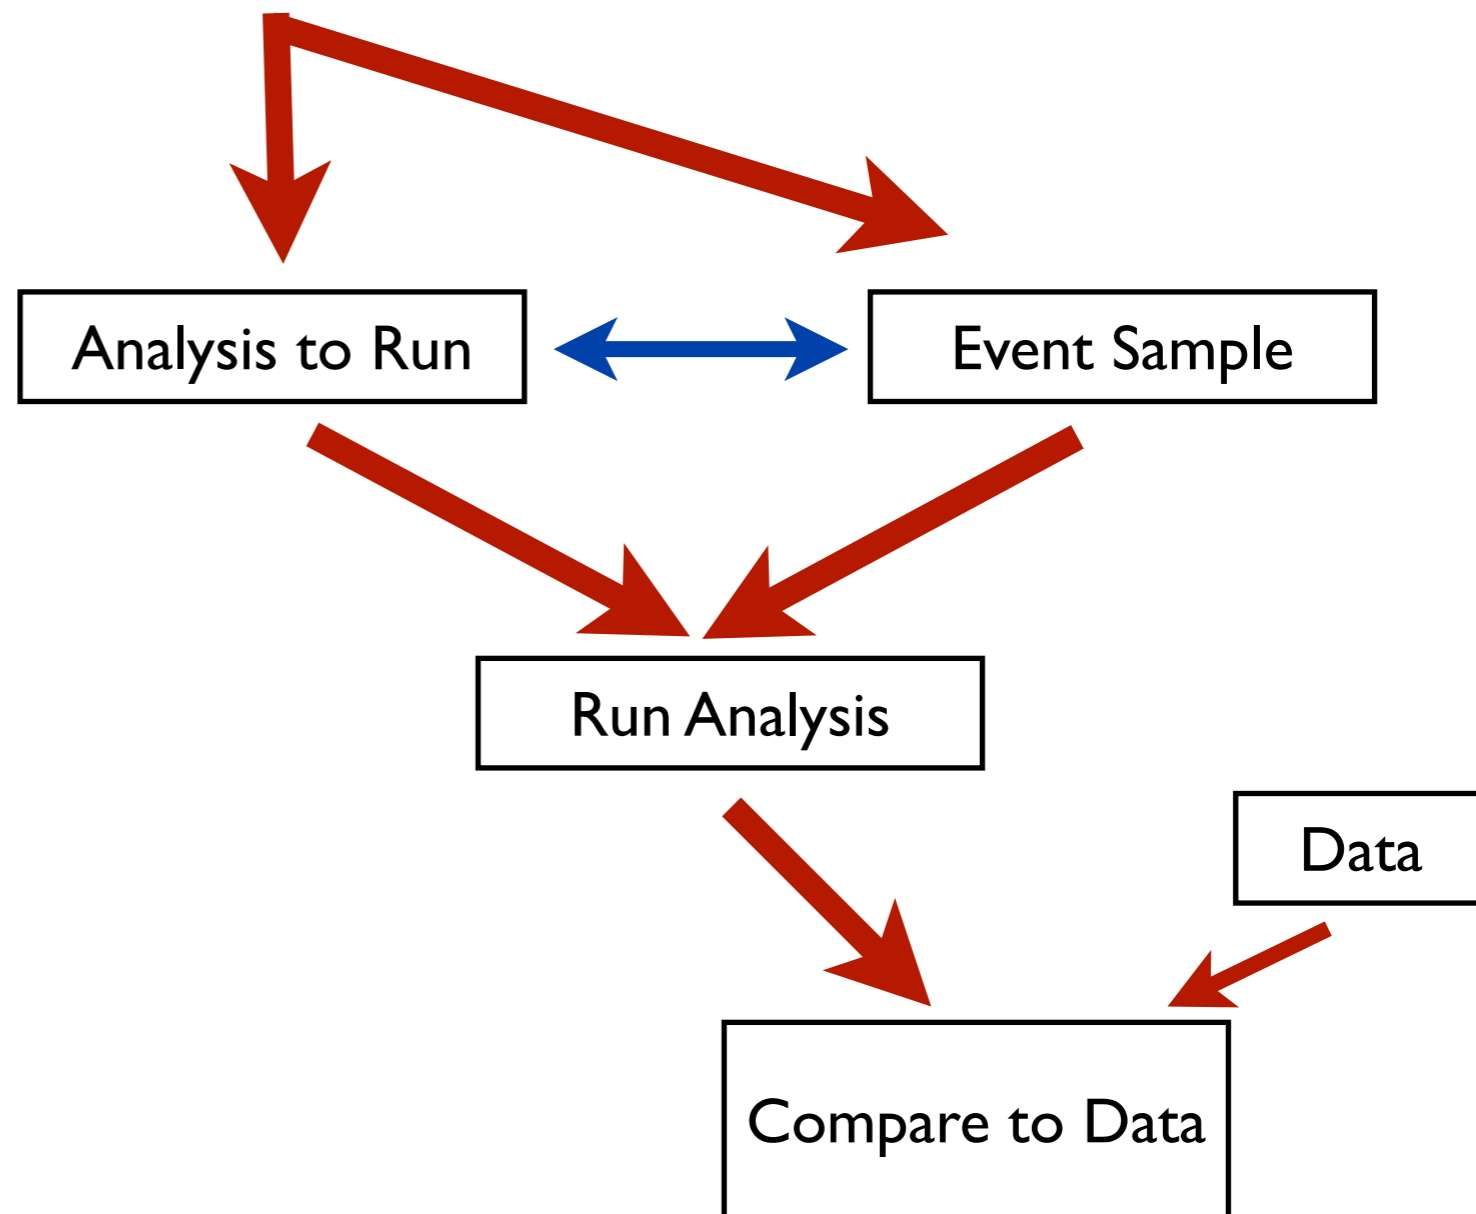 Analysis to Run
Event Sample
Run Analysis
Data
Compare to Data